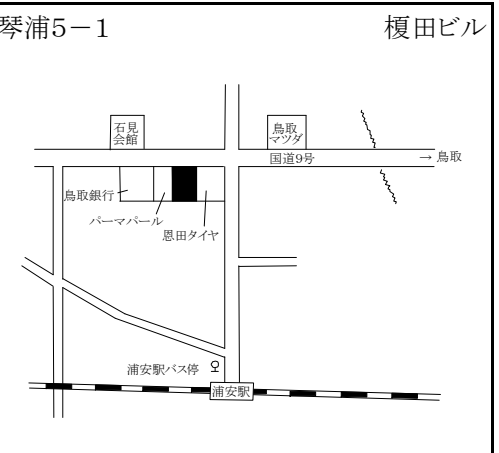 琴浦5－1
榎田ビル
石見
会館
鳥取
マツダ
国道9号
→ 鳥取
鳥取銀行
パーマパール
恩田タイヤ
浦安駅バス停
浦安駅